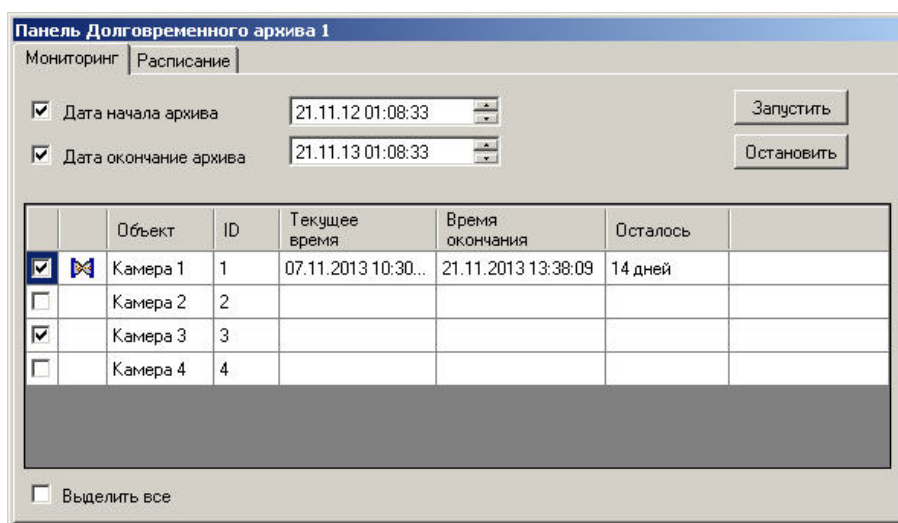 Панель Долговременного архива 1
Мониторинг Расписание
Дата начала архива 21.11.12 01:08:33 Запустить
Дата окончание архива 21.11.13 01:08:33 Остановить
Объект ID Текущее время Время окончания Осталось
Камера 1 1 07.11.2013 10:30... 21.11.2013 13:38:09 14 дней
Камера 2 2
Камера 3 3
Камера 4 4
Выделить все